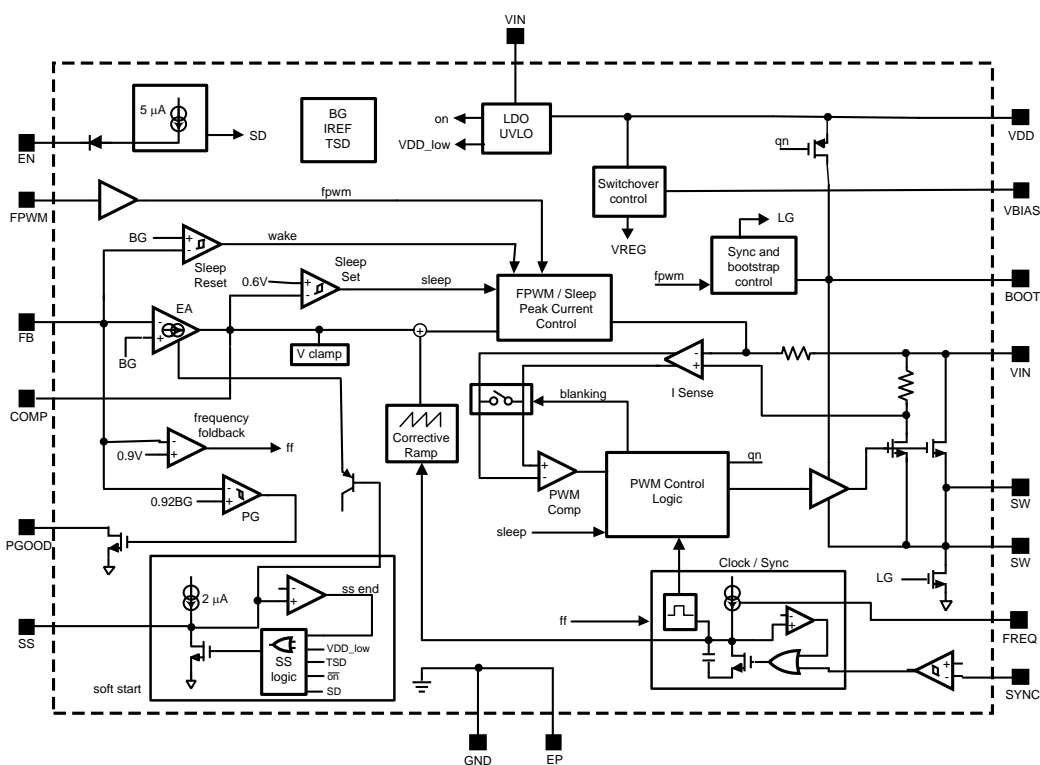 VIN
5 μA
SD
EN
BG
IREF
TSD
on
VDD_low
LDO
UVLO
VDD
qn
Switchover
control
VBIAS
VREG
LG
FPWM
fpwm
BG
+
-
wake
Sleep
Reset
0.6V
+
-
Sleep
Set
sleep
FPWM / Sleep
Peak Current
Control
fpwm
Sync and
bootstrap
control
BOOT
FB
EA
-
+
BG
V clamp
+
-
+
I Sense
VIN
COMP
blanking
Corrective
Ramp
frequency
foldback
-
+
0.9V
ff
+
-
PWM
Comp
PWM Control
Logic
qn
SW
0.92BG
-
+
PG
PGOOD
sleep
SW
Clock / Sync
LG
2 μA
-
+
ss end
SS
ff
-
+
FREQ
SS
logic
VDD_low
TSD
on
SD
soft start
+
-
SYNC
GND
EP